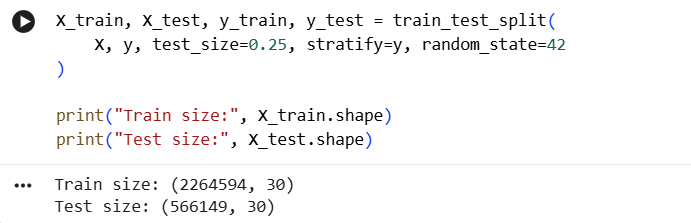 X_train, X_test, y_train, y_test = train_test_split(
    X, y, test_size=0.25, stratify=y, random_state=42
)
print("Train size:", X_train.shape)
print("Test size:", X_test.shape)
Train size: (2264594, 30)
Test size: (566149, 30)